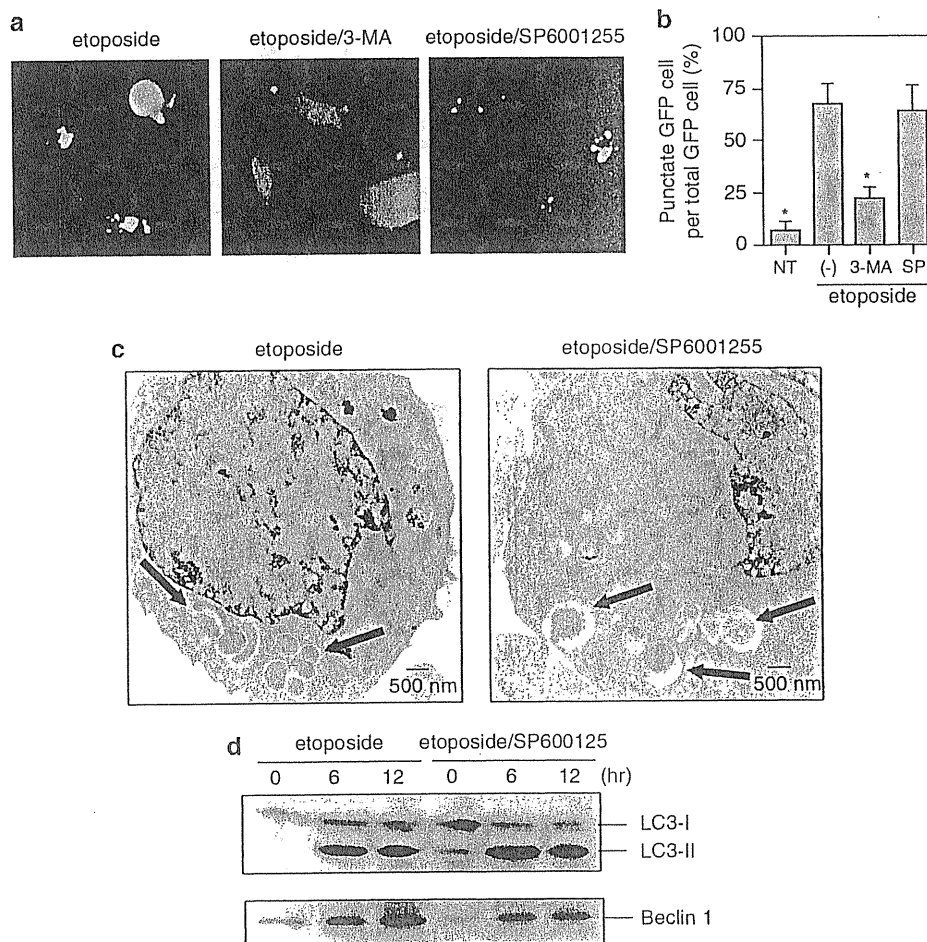 a
etoposide
etoposide/3-MA
etoposide/SP6001255
b
Punctate GFP cell
per total GFP cell (%)
100
75
50
25
0
*
*
NT
(-)
3-MA
SP
etoposide
c
etoposide
etoposide/SP6001255
500 nm
500 nm
d
etoposide
etoposide/SP600125
0
6
12
0
6
12
(hr)
LC3-I
LC3-II
Beclin 1